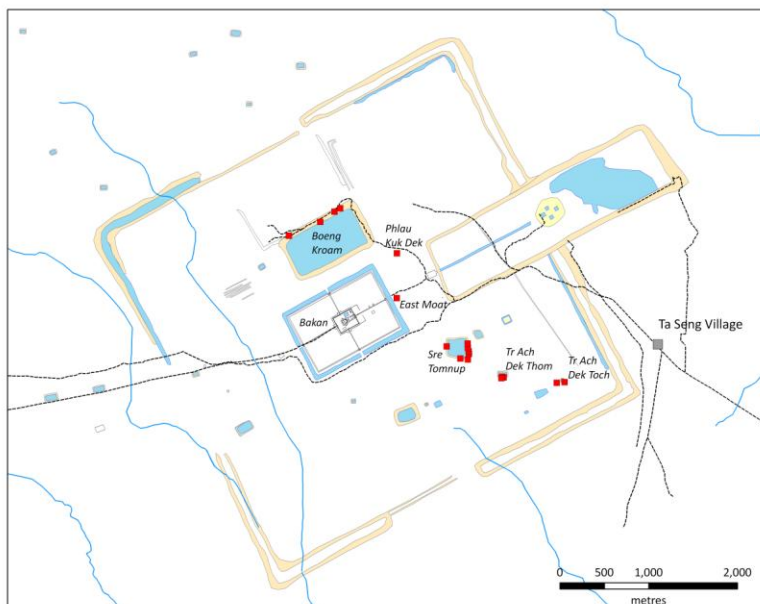 Boeng
Kroam
Phlau
Kuk Dek
East Moat
Bakan
Ta Seng Village
Sre
Tomnup
Tr Ach
Dek Thom
Tr Ach
Dek Toch
0 500 1,000 2,000
metres